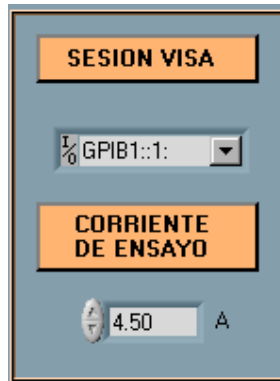 SESION VISA
I/O GPIB1::1:
CORRIENTE
DE ENSAYO
4.50 A